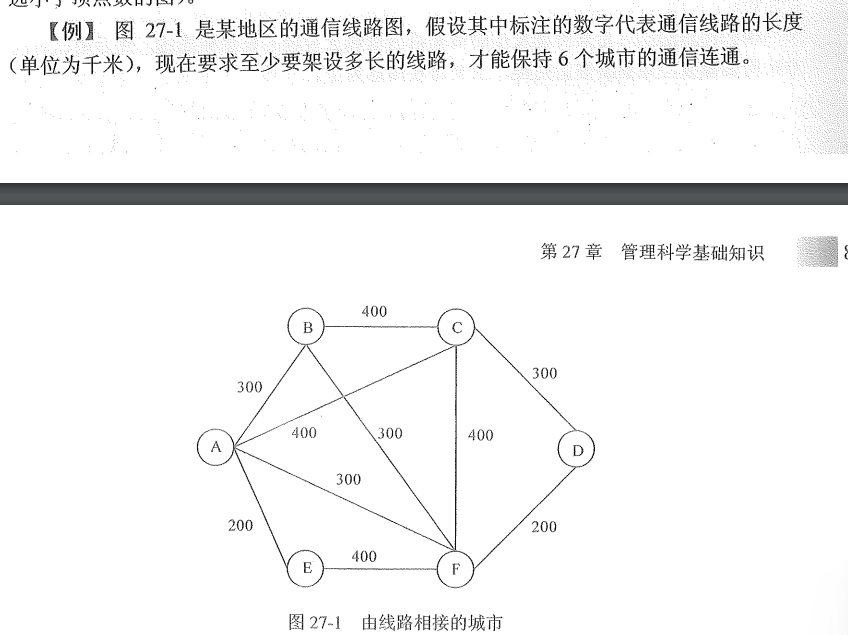 【例】 图 27-1 是某地区的通信线路图，假设其中标注的数字代表通信线路的长度
（单位为千米），现在要求至少要架设多长的线路，才能保持 6 个城市的通信连通。
第 27 章 管理科学基础知识
B
400
C
300
300
A
400
300
400
D
300
200
200
E
400
F
图 27-1 由线路相接的城市